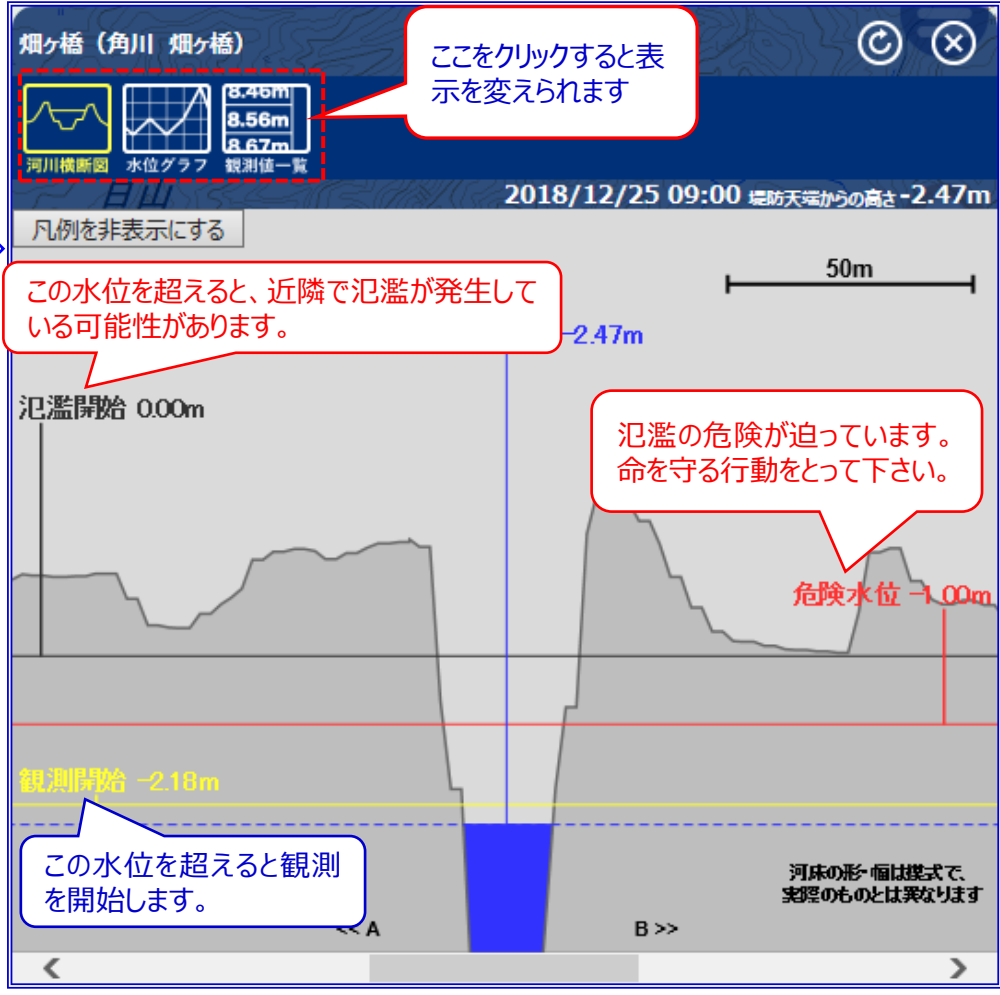 畑ヶ橋（角川 畑ヶ橋）
ここをクリックすると表
示を変えられます
8.46m
8.56m
8.67m
河川横断図 水位グラフ 観測値一覧
2018/12/25 09:00 堤防天端からの高さ-2.47m
凡例を非表示にする
50m
この水位を超えると、近隣で氾濫が発生して
いる可能性があります。
-2.47m
氾濫開始 0.00m
氾濫の危険が迫っています。
命を守る行動をとって下さい。
危険水位 -1.00m
観測開始 -2.18m
この水位を超えると観測
を開始します。
河床の形・幅は模式で、
実際のものとは異なります
<< A
B >>